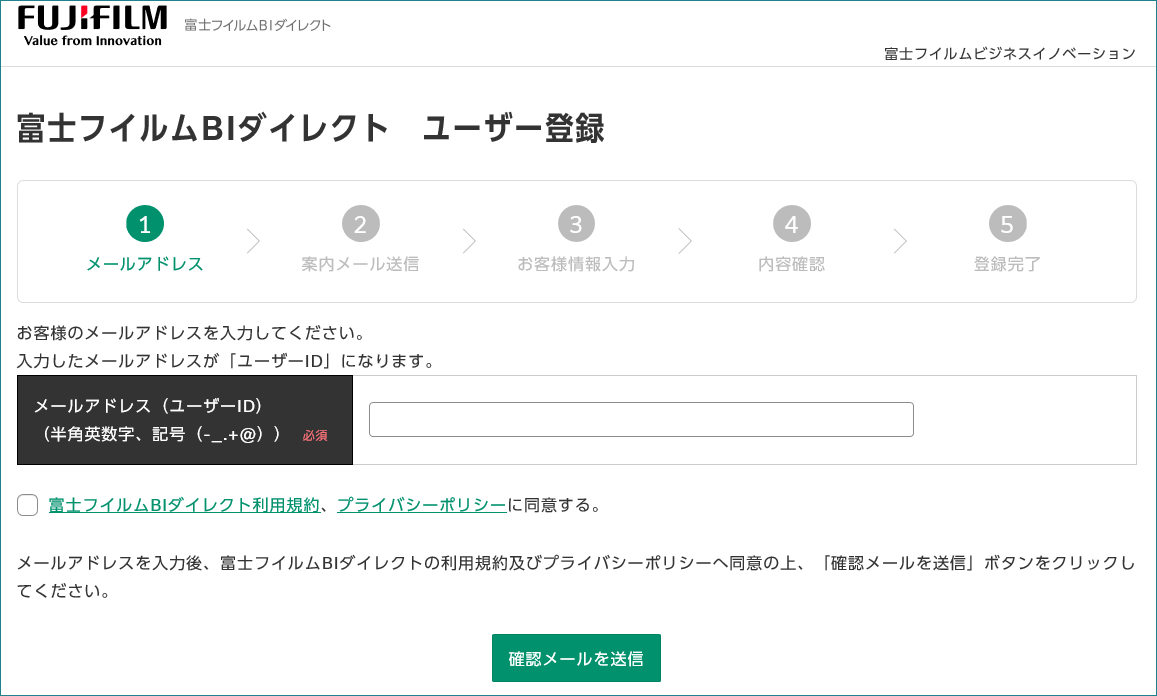 FUJIFILM
Value from Innovation
富士フイルムBIダイレクト
富士フイルムビジネスイノベーション
富士フイルムBIダイレクト　ユーザー登録
1
メールアドレス
2
案内メール送信
3
お客様情報入力
4
内容確認
5
登録完了
お客様のメールアドレスを入力してください。
入力したメールアドレスが「ユーザーID」になります。
メールアドレス（ユーザーID）
（半角英数字、記号（-_.+@）） 必須
富士フイルムBIダイレクト利用規約、プライバシーポリシーに同意する。
メールアドレスを入力後、富士フイルムBIダイレクトの利用規約及びプライバシーポリシーへ同意の上、「確認メールを送信」ボタンをクリックし
てください。
確認メールを送信